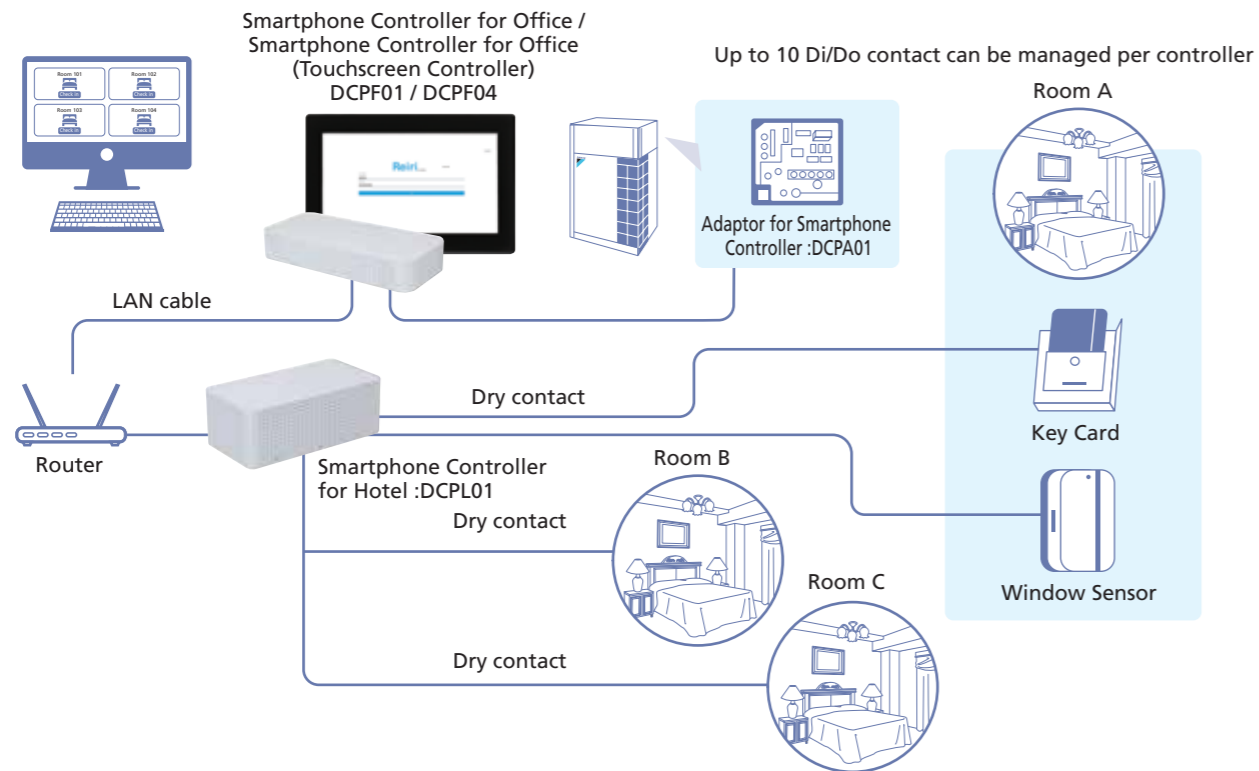 Smartphone Controller for Office /
Smartphone Controller for Office
(Touchscreen Controller)
DCPF01 / DCPF04
Up to 10 Di/Do contact can be managed per controller
Room 101
Check in
Room 102
Check in
Room 103
Check in
Room 104
Check in
Reiri
Adaptor for Smartphone
Controller :DCPA01
Room A
LAN cable
Dry contact
Key Card
Router
Smartphone Controller
for Hotel :DCPL01
Room B
Dry contact
Room C
Window Sensor
Dry contact